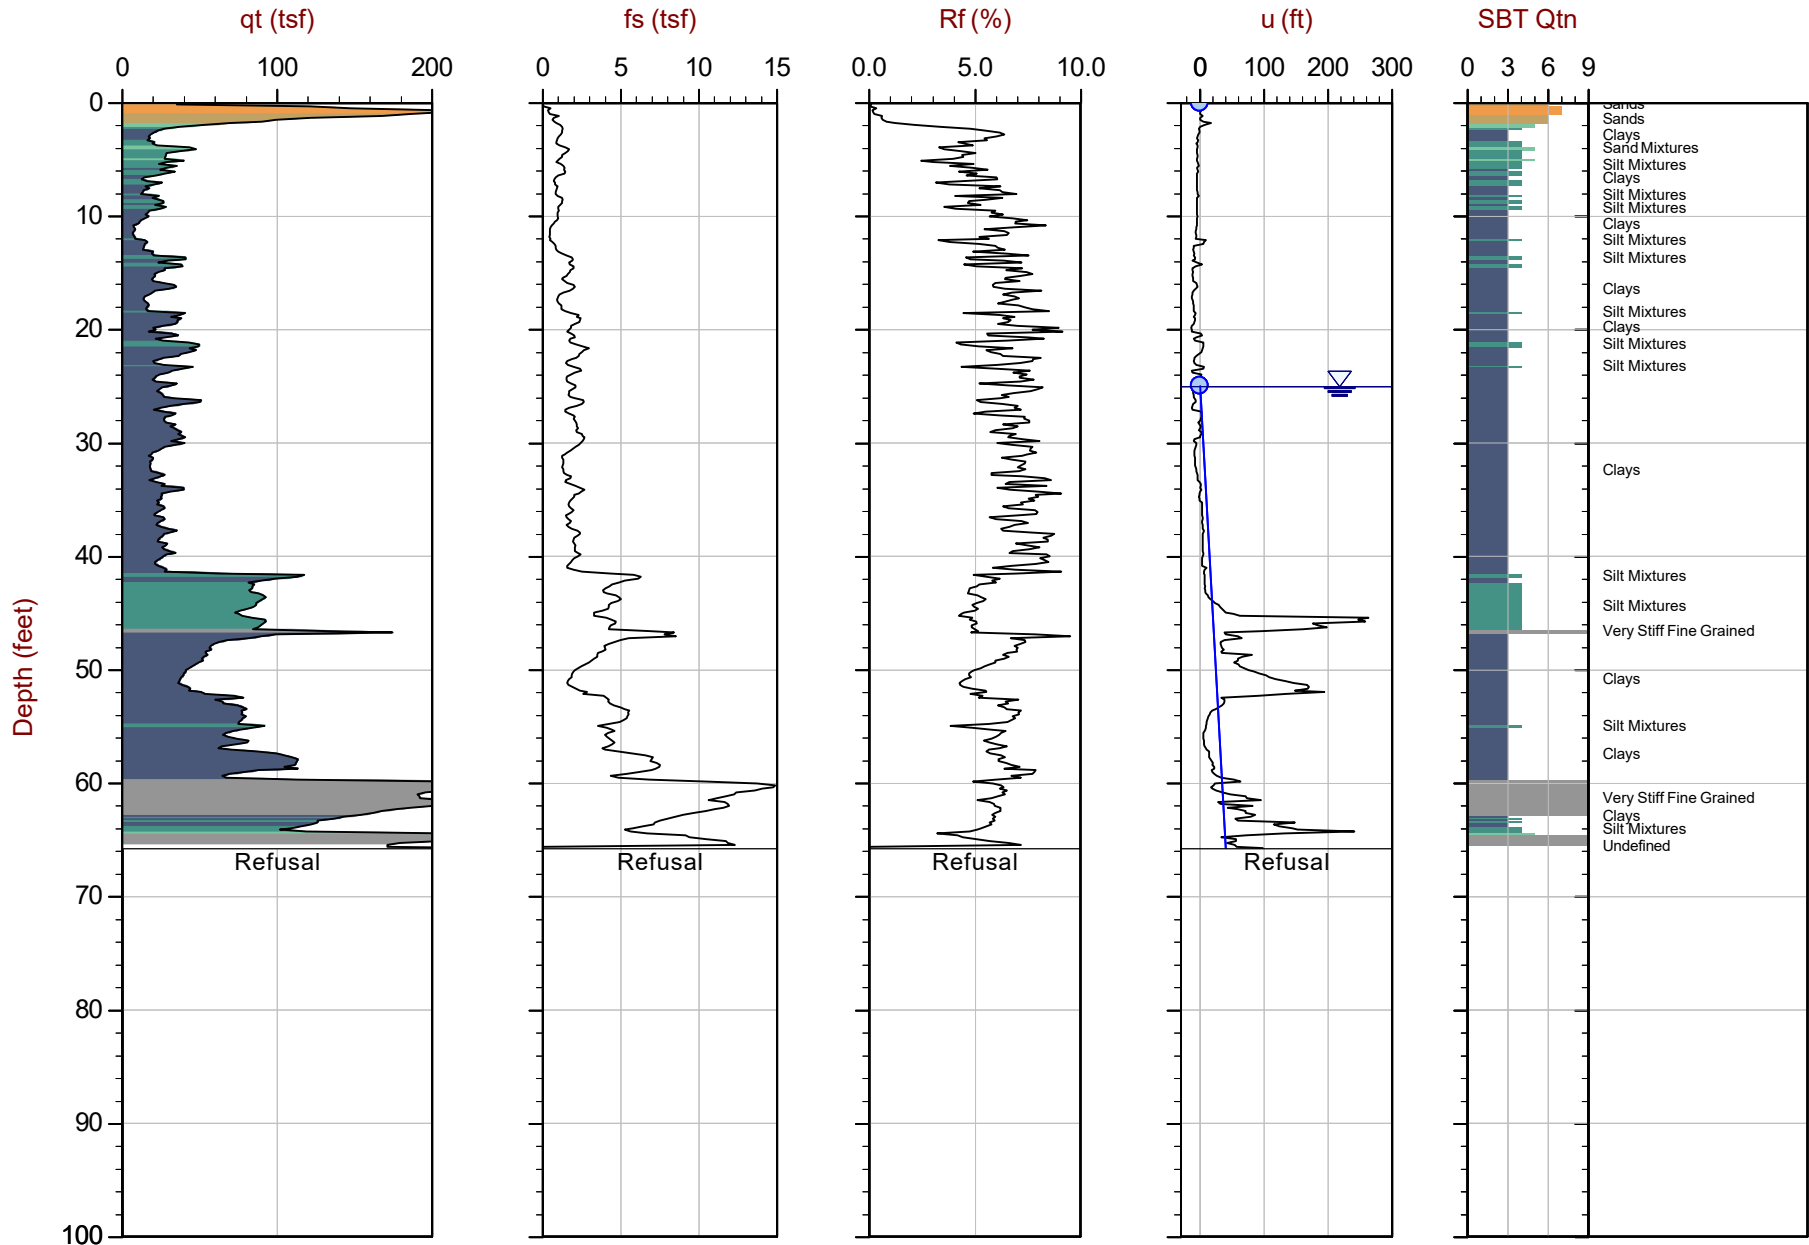 qt (tsf) fs (tsf) Rf (%) u (ft) SBT Qtn
0 100 200 0 5 10 15 0.0 5.0 10.0 0 100 200 300 0 3 6 9
0
10
20
30
40
50
60
70
80
90
100
Depth (feet)
Sands
Sands
Clays
Sand Mixtures
Silt Mixtures
Clays
Silt Mixtures
Silt Mixtures
Clays
Silt Mixtures
Silt Mixtures
Clays
Silt Mixtures
Clays
Silt Mixtures
Silt Mixtures
Clays
Silt Mixtures
Silt Mixtures
Very Stiff Fine Grained
Clays
Silt Mixtures
Clays
Very Stiff Fine Grained
Clays
Silt Mixtures
Undefined
Refusal Refusal Refusal Refusal